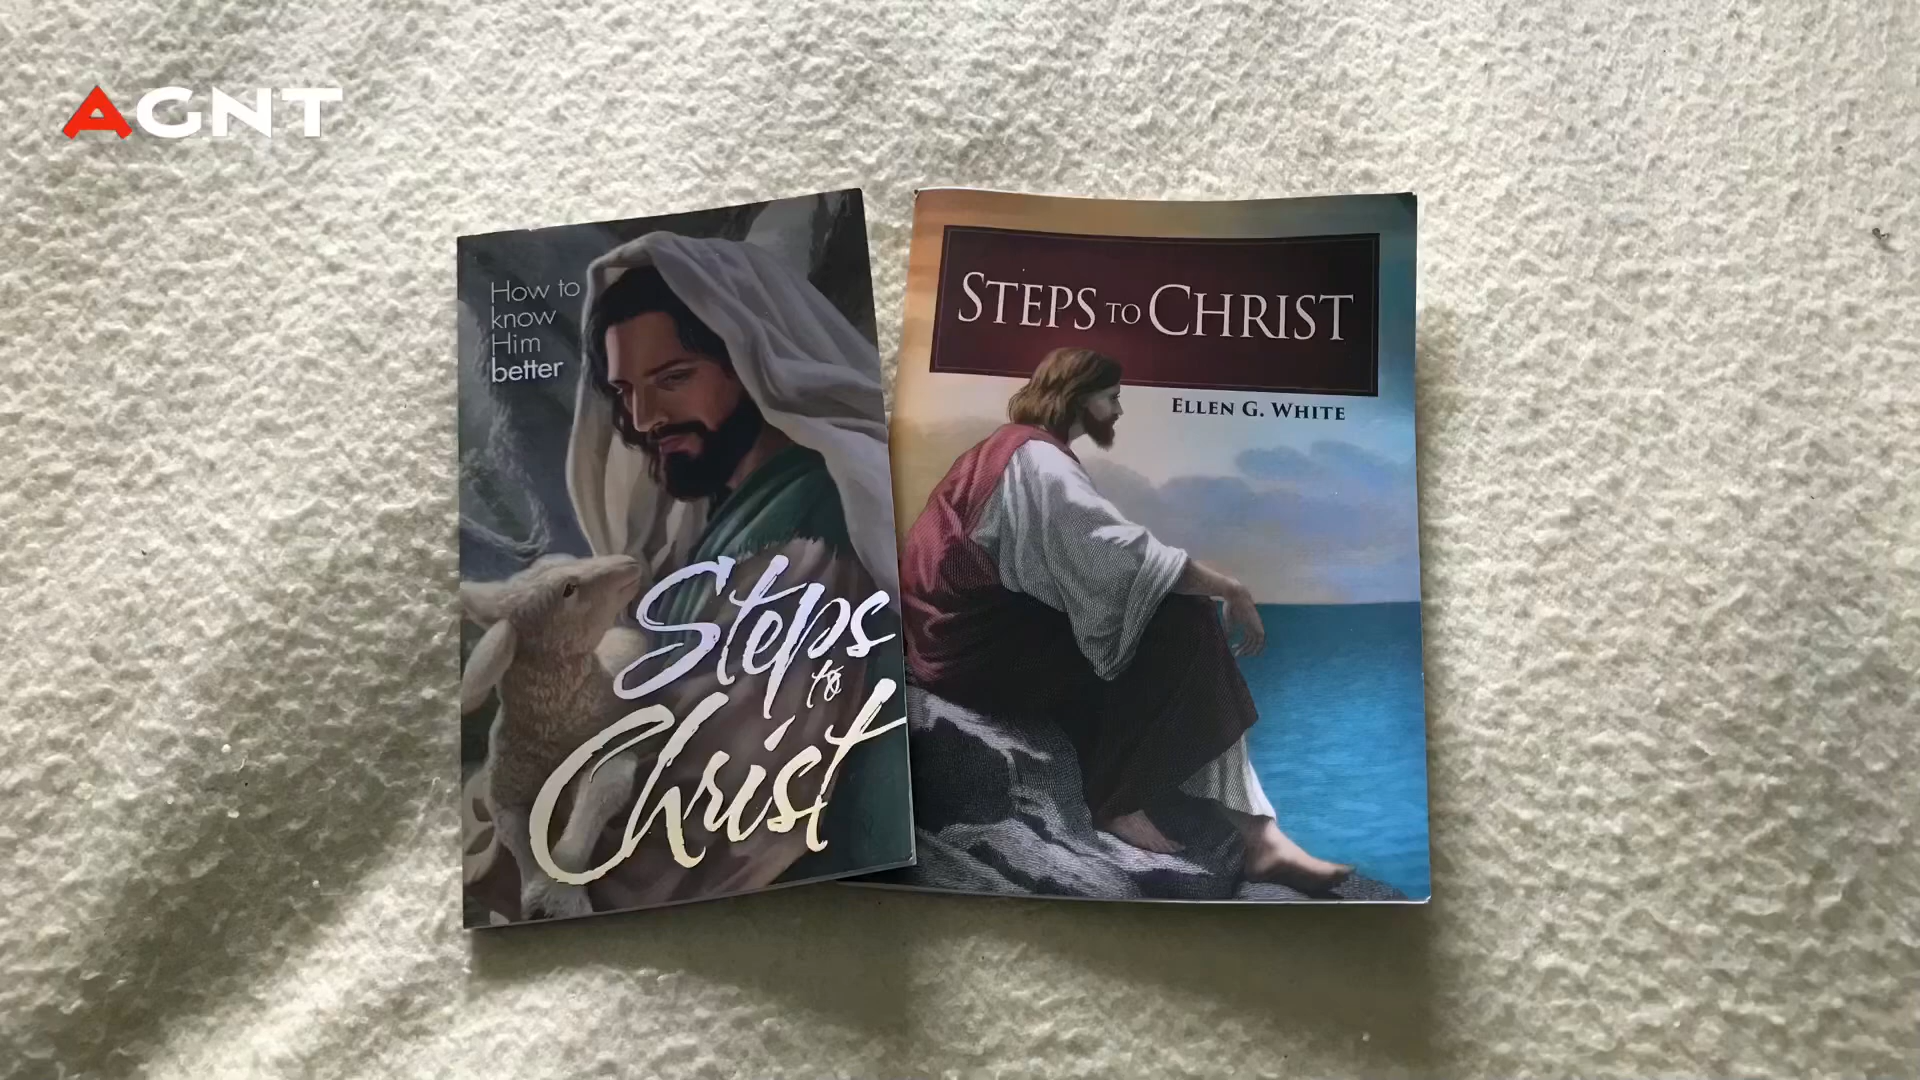 AGNT
How to
know
Him
better
Steps
to
Christ
STEPS TO CHRIST
ELLEN G. WHITE